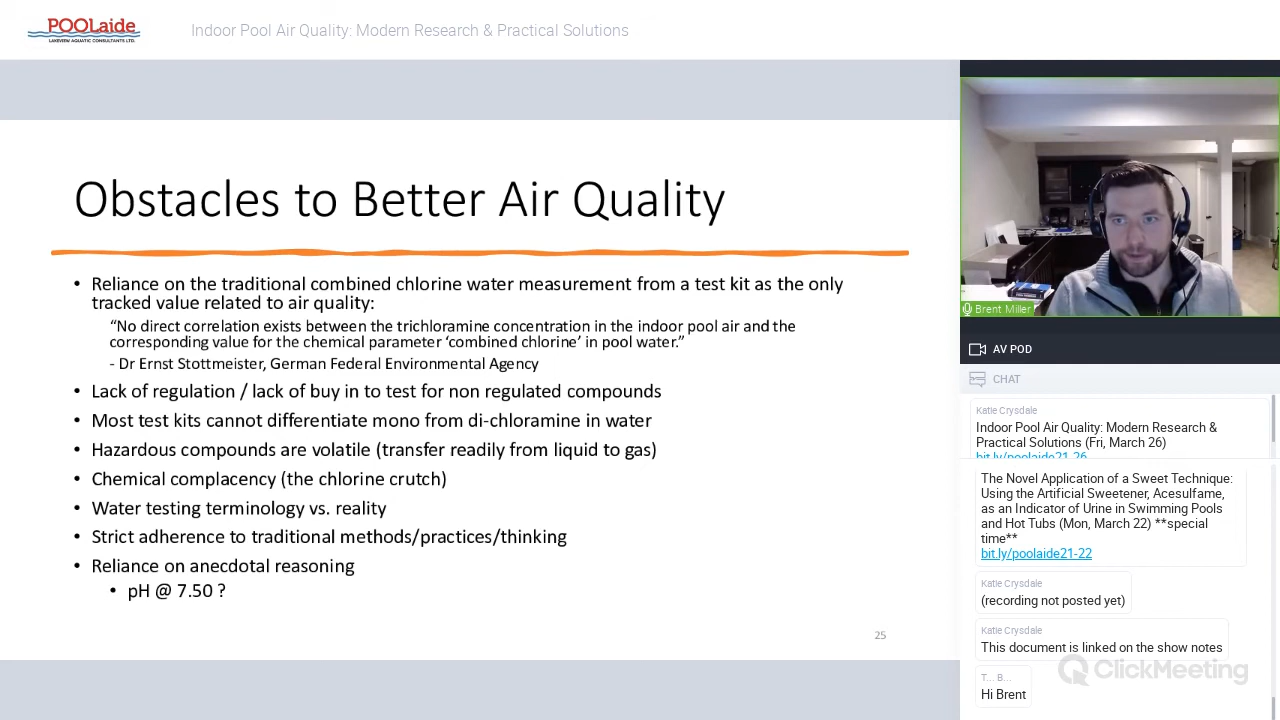 POOLaide
LAKEVIEW AQUATIC CONSULTANTS LTD.
Indoor Pool Air Quality: Modern Research & Practical Solutions
Obstacles to Better Air Quality
• Reliance on the traditional combined chlorine water measurement from a test kit as the only
tracked value related to air quality:
“No direct correlation exists between the trichloramine concentration in the indoor pool air and the
corresponding value for the chemical parameter ‘combined chlorine’ in pool water.”
- Dr Ernst Stottmeister, German Federal Environmental Agency
• Lack of regulation / lack of buy in to test for non regulated compounds
• Most test kits cannot differentiate mono from di-chloramine in water
• Hazardous compounds are volatile (transfer readily from liquid to gas)
• Chemical complacency (the chlorine crutch)
• Water testing terminology vs. reality
• Strict adherence to traditional methods/practices/thinking
• Reliance on anecdotal reasoning
• pH @ 7.50 ?
25
Brent Miller
AV POD
CHAT
Katie Crysdale
Indoor Pool Air Quality: Modern Research &
Practical Solutions (Fri, March 26)
bit.ly/poolaide21-26
The Novel Application of a Sweet Technique:
Using the Artificial Sweetener, Acesulfame,
as an Indicator of Urine in Swimming Pools
and Hot Tubs (Mon, March 22) **special
time**
bit.ly/poolaide21-22
Katie Crysdale
(recording not posted yet)
Katie Crysdale
This document is linked on the show notes
ClickMeeting
T... B...
Hi Brent